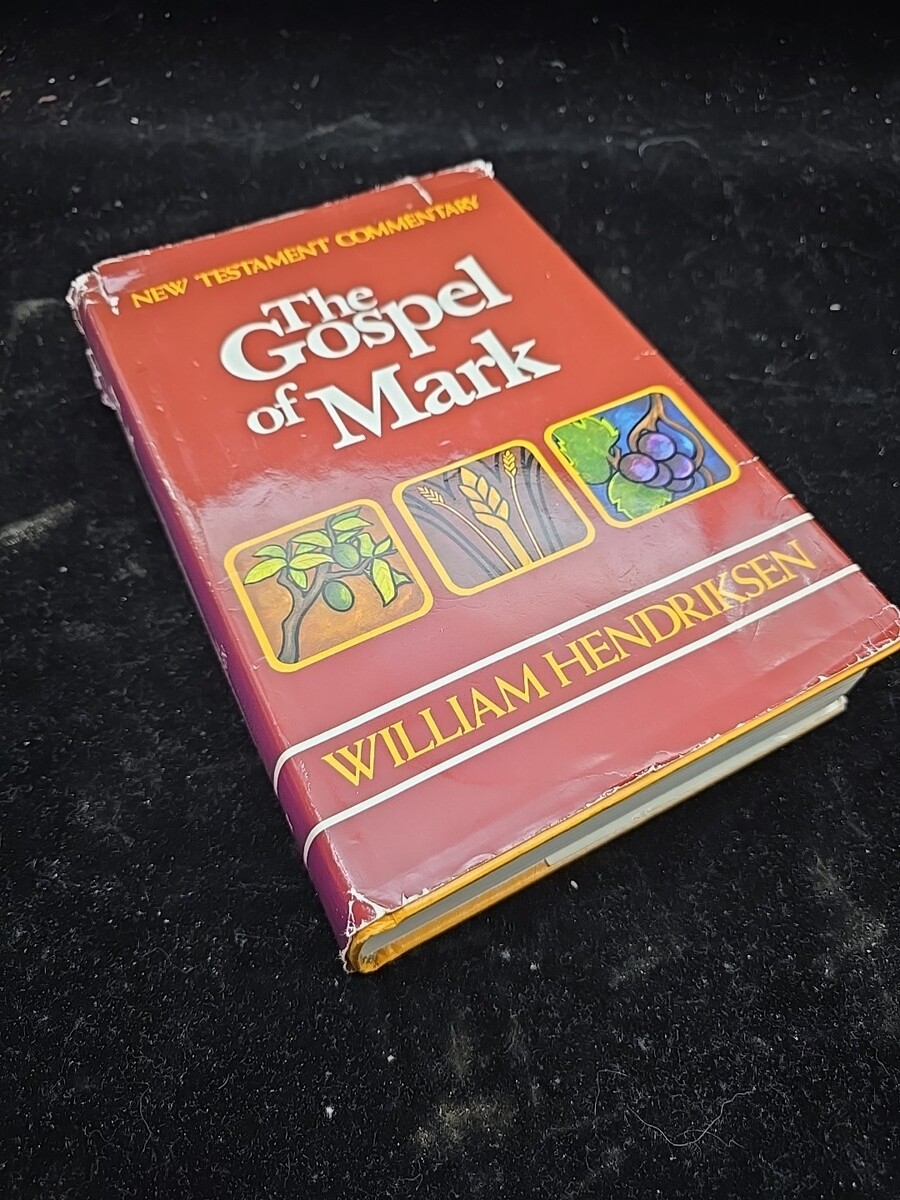 NEW TESTAMENT COMMENTARY
The
Gospel
of Mark
WILLIAM HENDRIKSEN